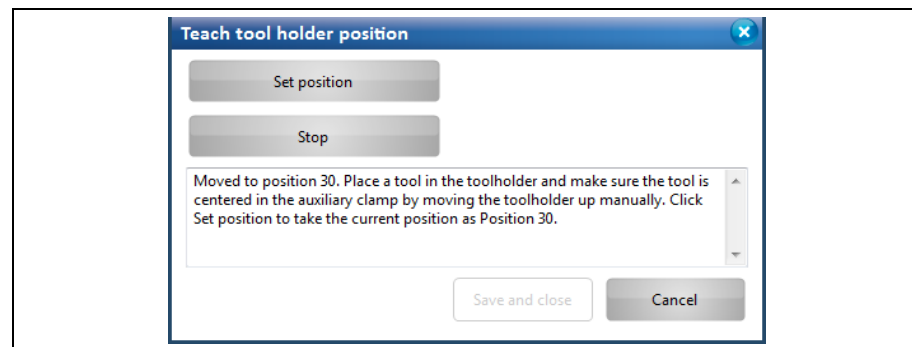 Teach tool holder position
Set position
Stop
Moved to position 30. Place a tool in the toolholder and make sure the tool is
centered in the auxiliary clamp by moving the toolholder up manually. Click
Set position to take the current position as Position 30.
Save and close
Cancel